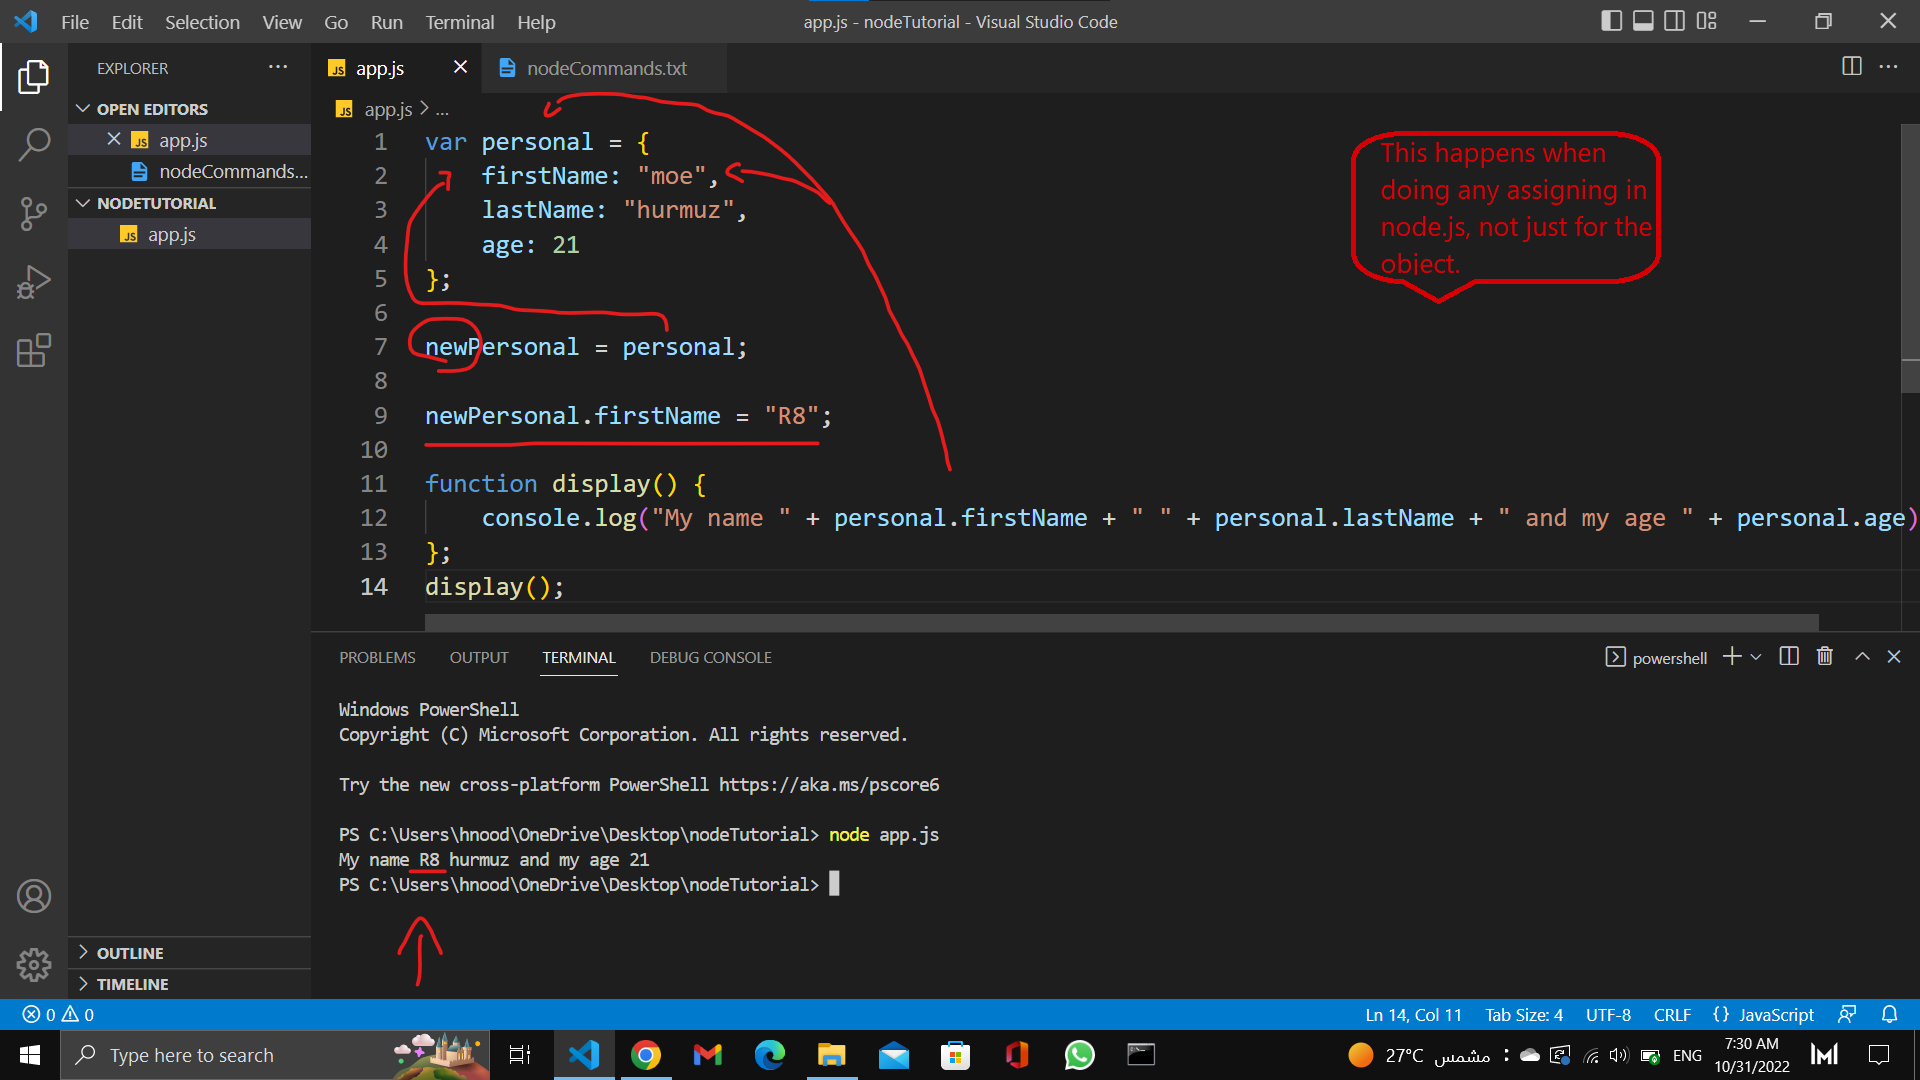 File Edit Selection View Go Run Terminal Help
app.js - nodeTutorial - Visual Studio Code
EXPLORER
OPEN EDITORS
app.js
nodeCommands...
NODETUTORIAL
app.js
OUTLINE
TIMELINE
app.js nodeCommands.txt
app.js > ...
1 var personal = {
2 firstName: "moe",
3 lastName: "hurmuz",
4 age: 21
5 };
6
7 newPersonal = personal;
8
9 newPersonal.firstName = "R8";
10
11 function display() {
12 console.log("My name " + personal.firstName + " " + personal.lastName + " and my age " + personal.age)
13 };
14 display();
This happens when
doing any assigning in
node.js, not just for the
object.
PROBLEMS OUTPUT TERMINAL DEBUG CONSOLE
powershell
Windows PowerShell
Copyright (C) Microsoft Corporation. All rights reserved.
Try the new cross-platform PowerShell https://aka.ms/pscore6
PS C:\Users\hnood\OneDrive\Desktop\nodeTutorial> node app.js
My name R8 hurmuz and my age 21
PS C:\Users\hnood\OneDrive\Desktop\nodeTutorial>
0 0
Ln 14, Col 11 Tab Size: 4 UTF-8 CRLF {} JavaScript
Type here to search
27°C مشمس
ENG
7:30 AM
10/31/2022